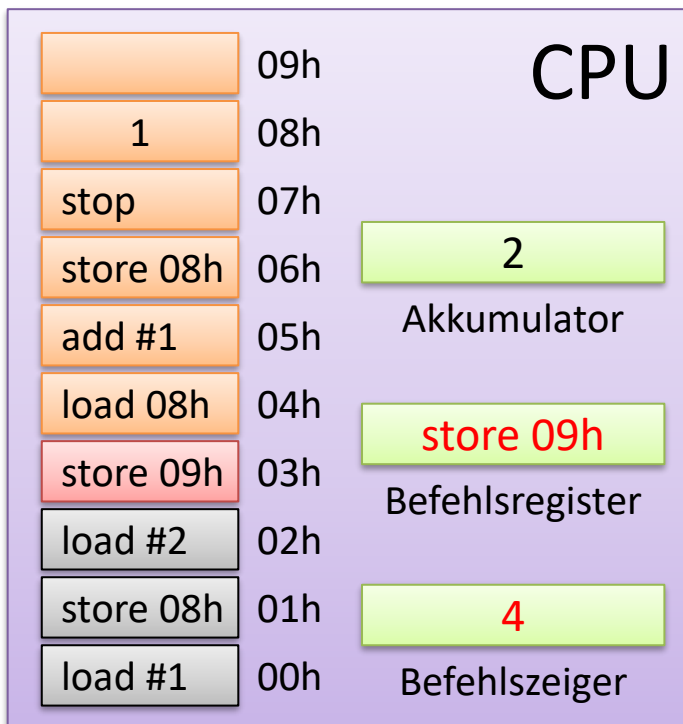 CPU
09h
1 08h
stop 07h
store 08h 06h
add #1 05h
load 08h 04h
store 09h 03h
load #2 02h
store 08h 01h
load #1 00h
2
Akkumulator
store 09h
Befehlsregister
4
Befehlszeiger